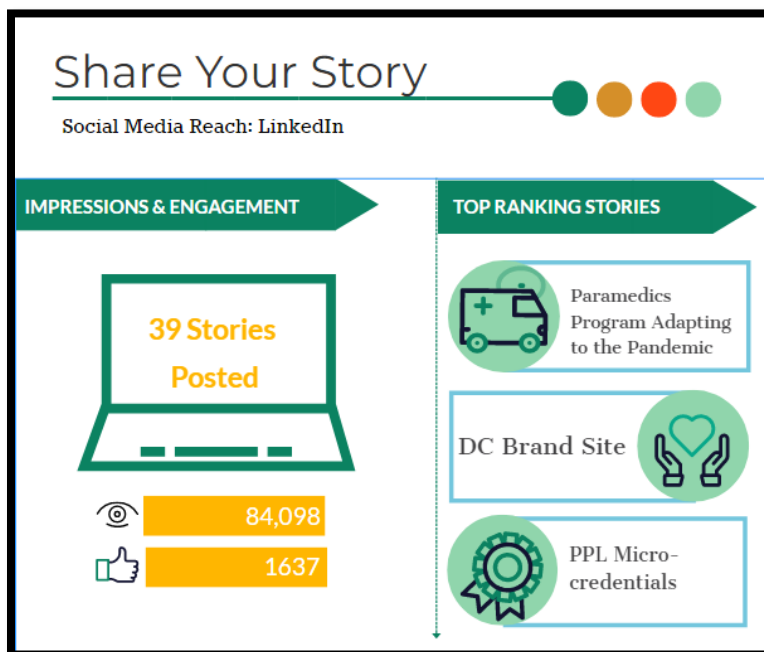 Share Your Story
Social Media Reach: LinkedIn
IMPRESSIONS & ENGAGEMENT
39 Stories
Posted
84,098
1637
TOP RANKING STORIES
Paramedics
Program Adapting
to the Pandemic
DC Brand Site
PPL Micro-
credentials